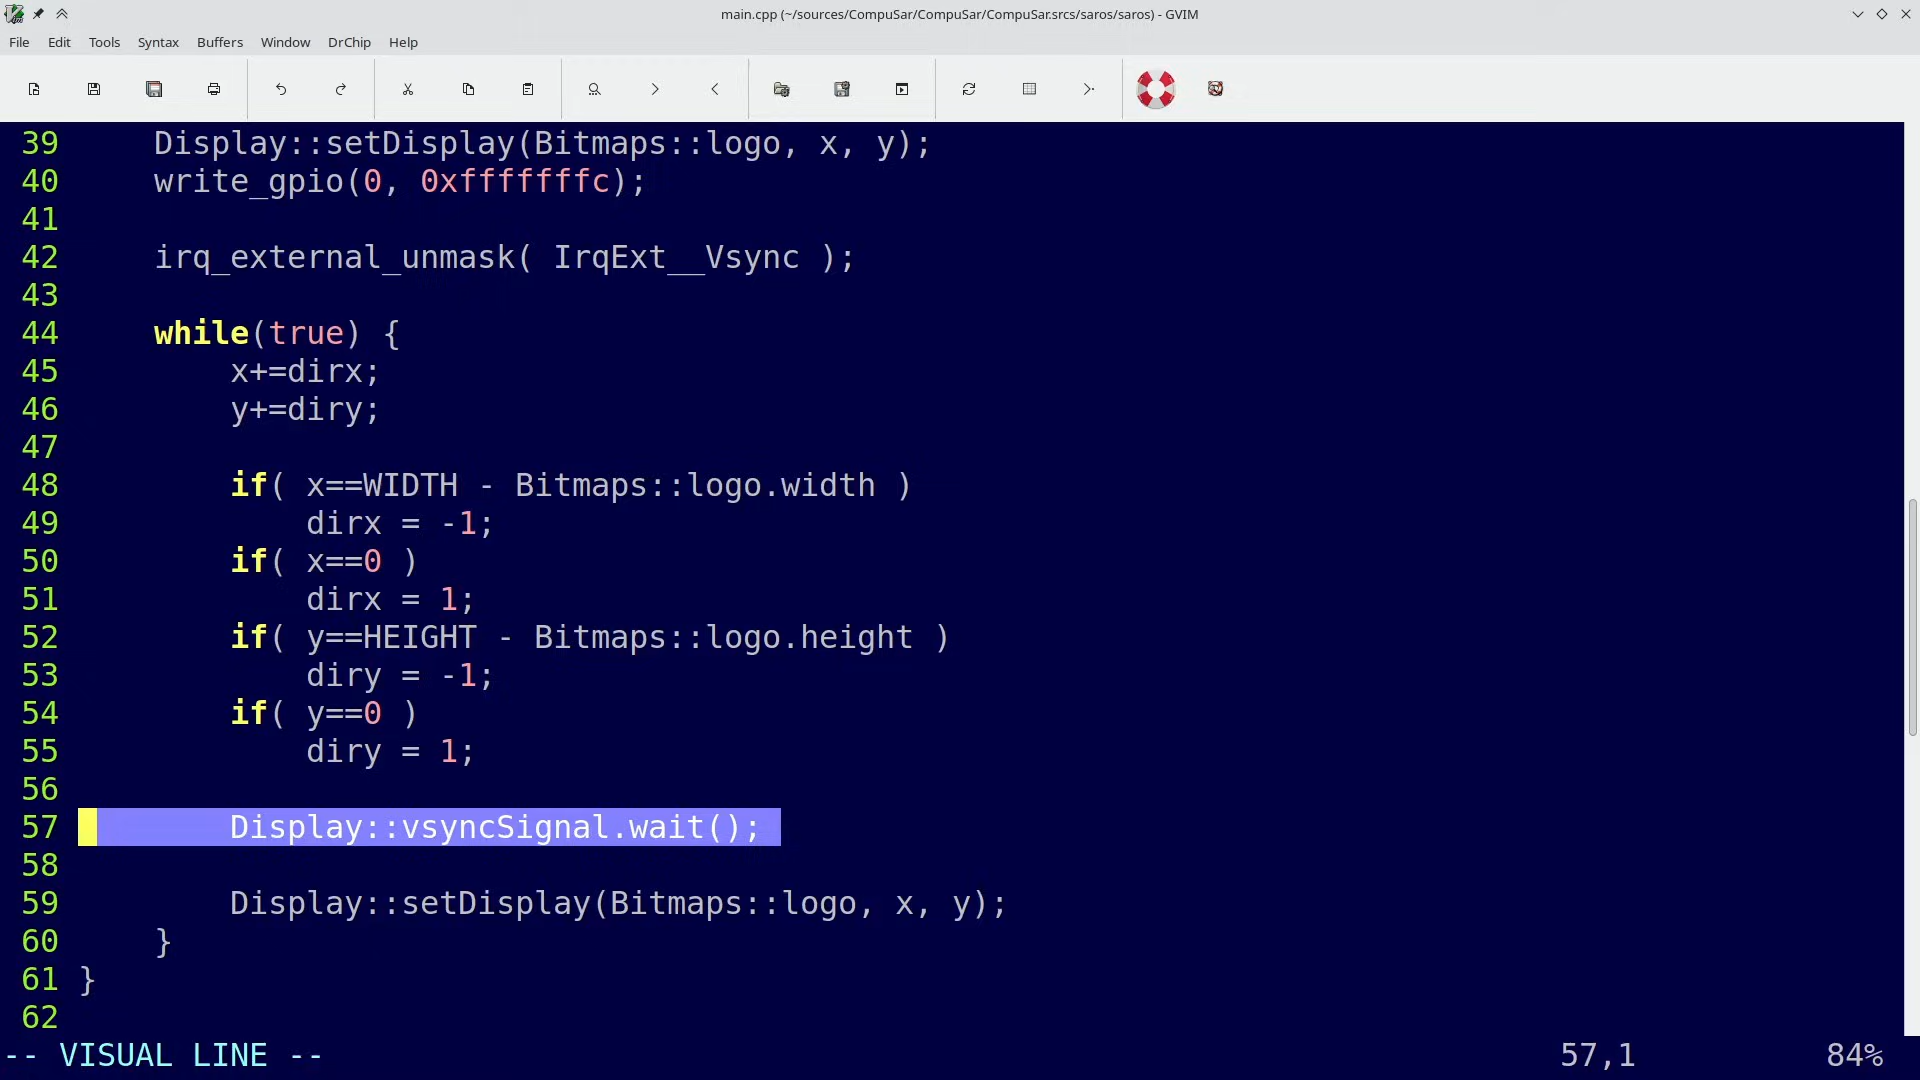 main.cpp (~/sources/CompuSar/CompuSar/CompuSar.srcs/saros/saros) - GVIM
File Edit Tools Syntax Buffers Window DrChip Help
39     Display::setDisplay(Bitmaps::logo, x, y);
40     write_gpio(0, 0xfffffffc);
41
42     irq_external_unmask( IrqExt__Vsync );
43
44     while(true) {
45         x+=dirx;
46         y+=diry;
47
48         if( x==WIDTH - Bitmaps::logo.width )
49             dirx = -1;
50         if( x==0 )
51             dirx = 1;
52         if( y==HEIGHT - Bitmaps::logo.height )
53             diry = -1;
54         if( y==0 )
55             diry = 1;
56
57         Display::vsyncSignal.wait();
58
59         Display::setDisplay(Bitmaps::logo, x, y);
60     }
61 }
62
-- VISUAL LINE -- 57,1 84%